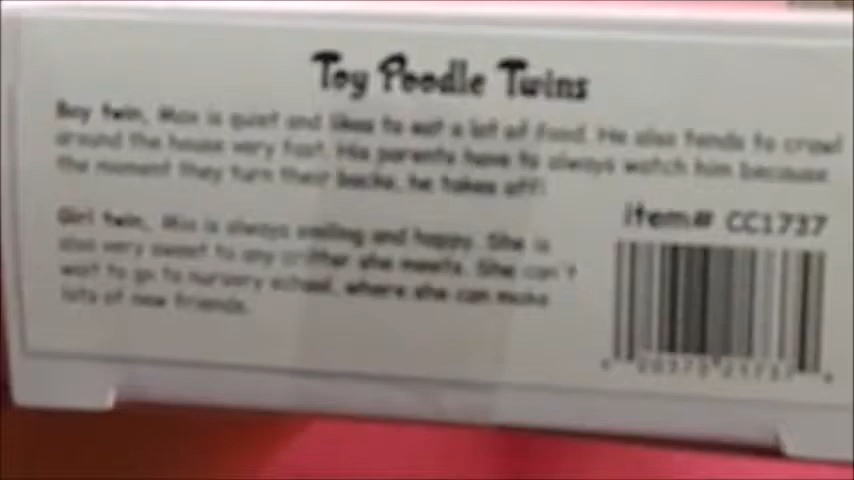 Toy Poodle Twins
Boy twin, Max is quiet and likes to eat a lot of food. He also tends to crawl
around the house very fast. His parents have to always watch him because
the moment they turn their backs, he takes off!
Girl twin, Mia is always smiling and happy. She is
also very sweet to any critter she meets. She can't
wait to go to nursery school, where she can make
lots of new friends.
item# CC1737